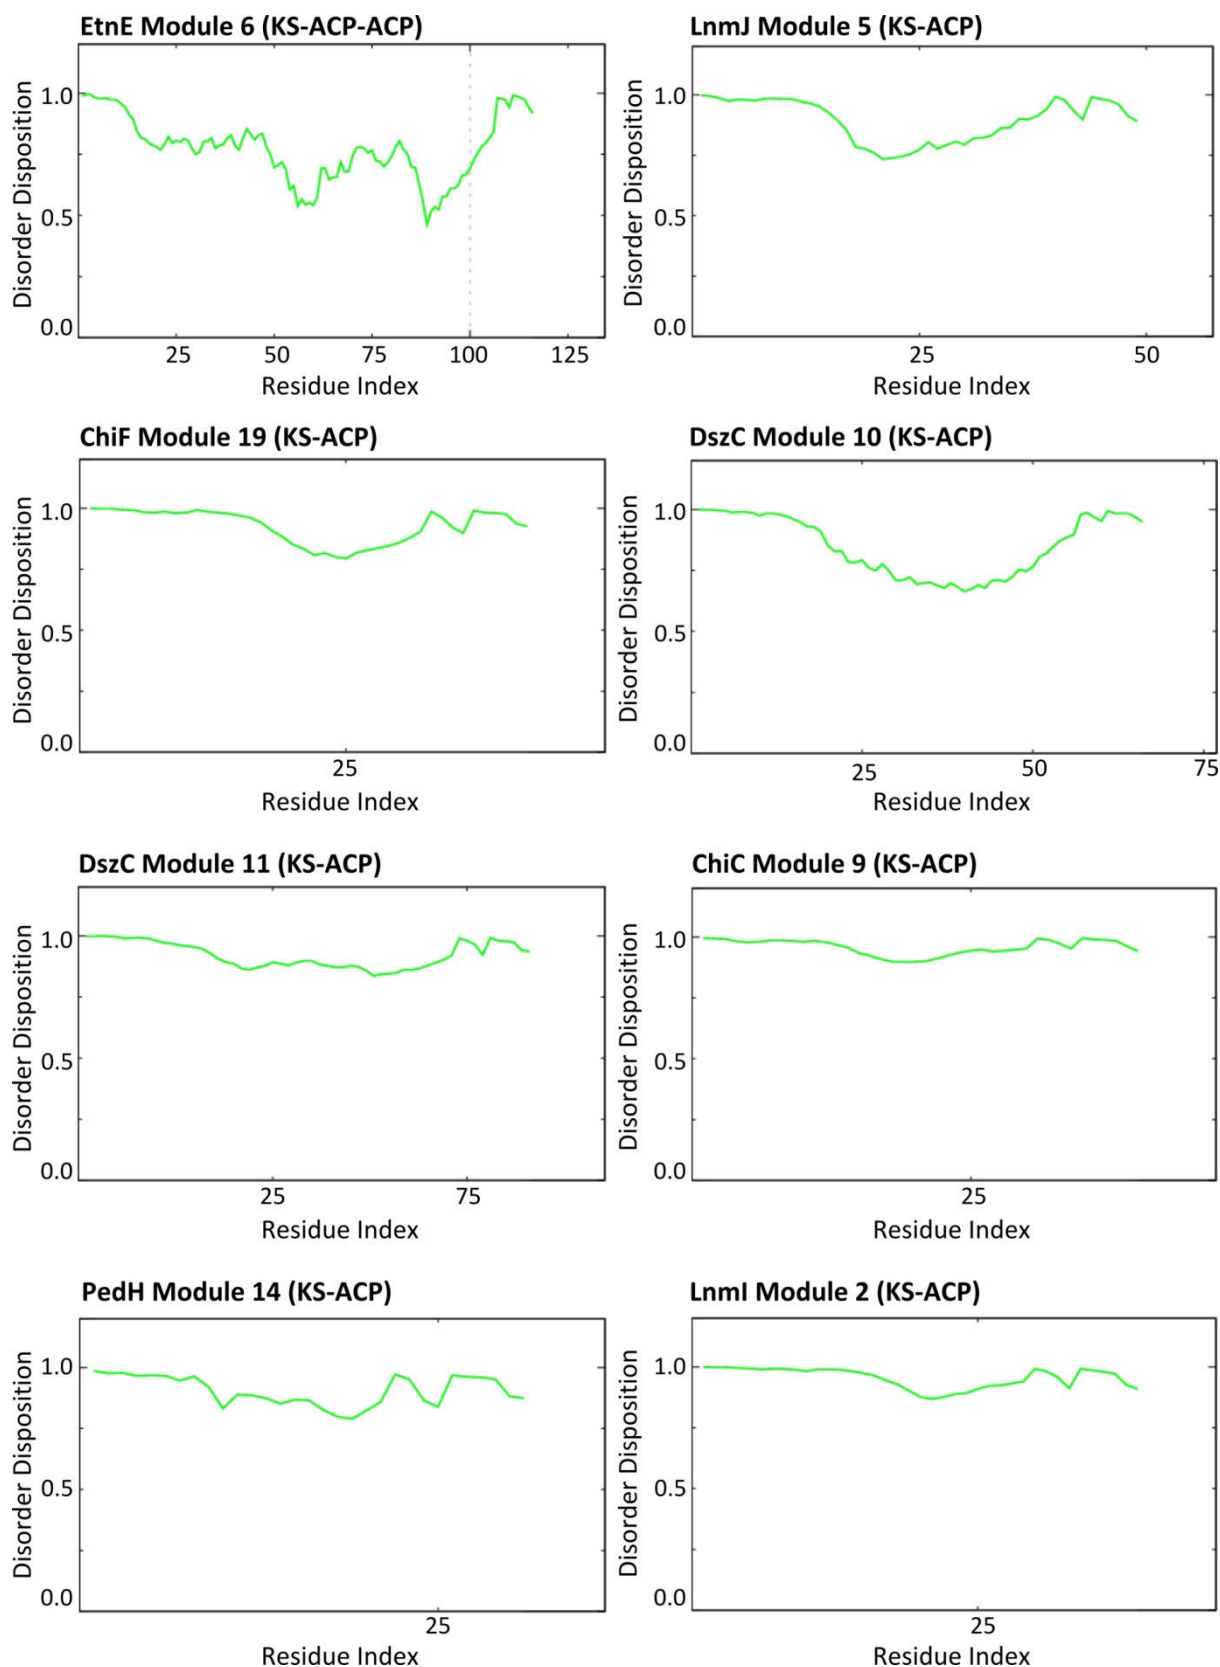 EtnE Module 6 (KS-ACP-ACP)
Disorder Disposition
1.0
0.5
0.0
25 50 75 100 125
Residue Index
LnmJ Module 5 (KS-ACP)
Disorder Disposition
1.0
0.5
0.0
25 50
Residue Index
ChiF Module 19 (KS-ACP)
Disorder Disposition
1.0
0.5
0.0
25
Residue Index
DszC Module 10 (KS-ACP)
Disorder Disposition
1.0
0.5
0.0
25 50 75
Residue Index
DszC Module 11 (KS-ACP)
Disorder Disposition
1.0
0.5
0.0
25 75
Residue Index
ChiC Module 9 (KS-ACP)
Disorder Disposition
1.0
0.5
0.0
25
Residue Index
PedH Module 14 (KS-ACP)
Disorder Disposition
1.0
0.5
0.0
25
Residue Index
LnmI Module 2 (KS-ACP)
Disorder Disposition
1.0
0.5
0.0
25
Residue Index